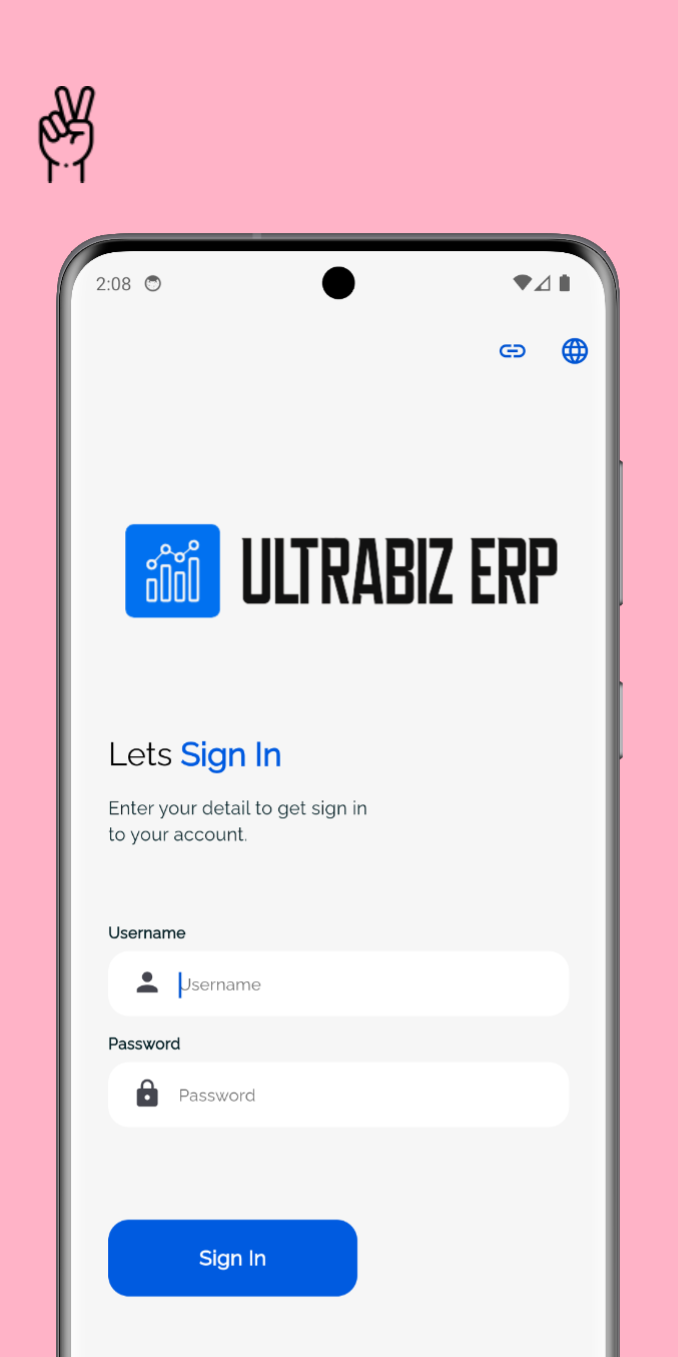 2:08
ULTRABIZ ERP
Lets Sign In
Enter your detail to get sign in
to your account.
Username
Username
Password
Password
Sign In